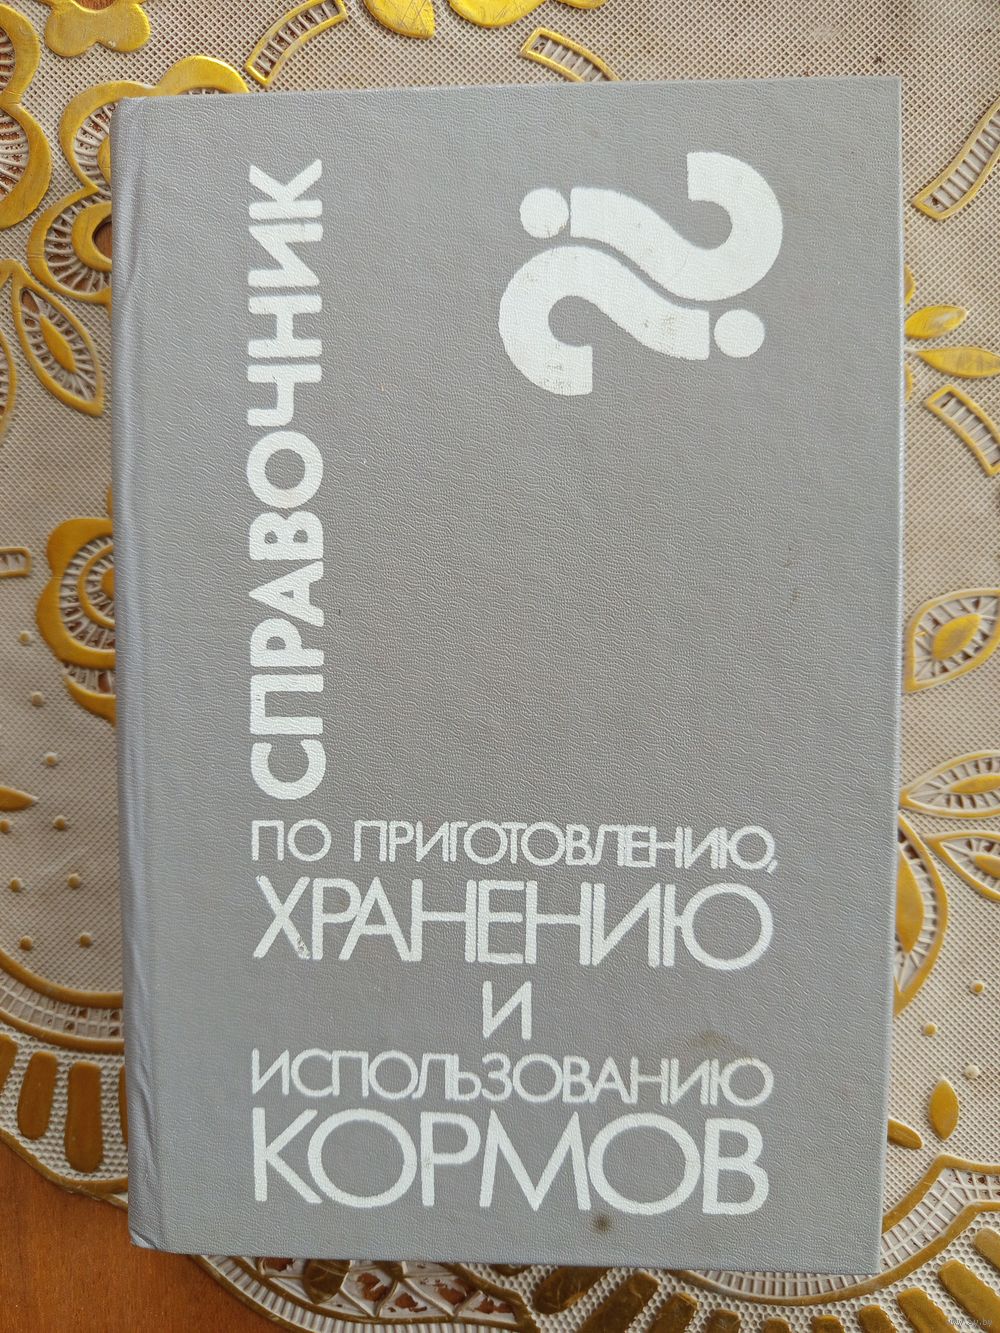 СПРАВОЧНИК
ПО ПРИГОТОВЛЕНИЮ,
ХРАНЕНИЮ
И
ИСПОЛЬЗОВАНИЮ
КОРМОВ